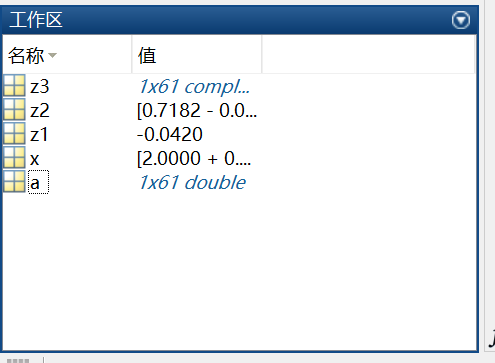 工作区
名称 值
z3 1x61 compl...
z2 [0.7182 - 0.0...
z1 -0.0420
x [2.0000 + 0....
a 1x61 double